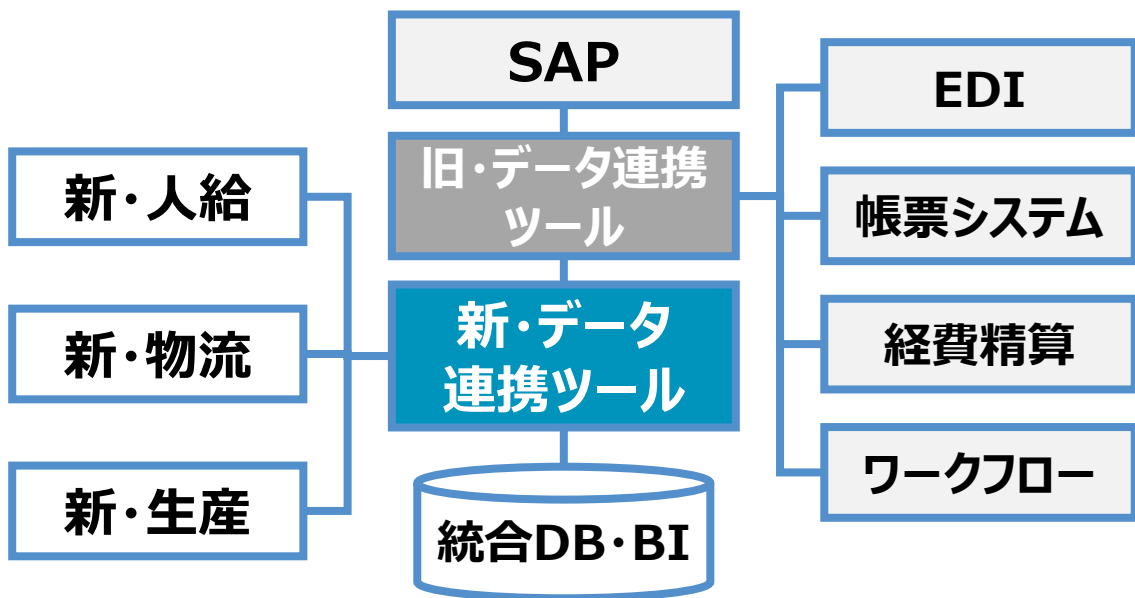 SAP
旧・データ連携
ツール
新・データ
連携ツール
統合DB・BI
新・人給
新・物流
新・生産
EDI
帳票システム
経費精算
ワークフロー